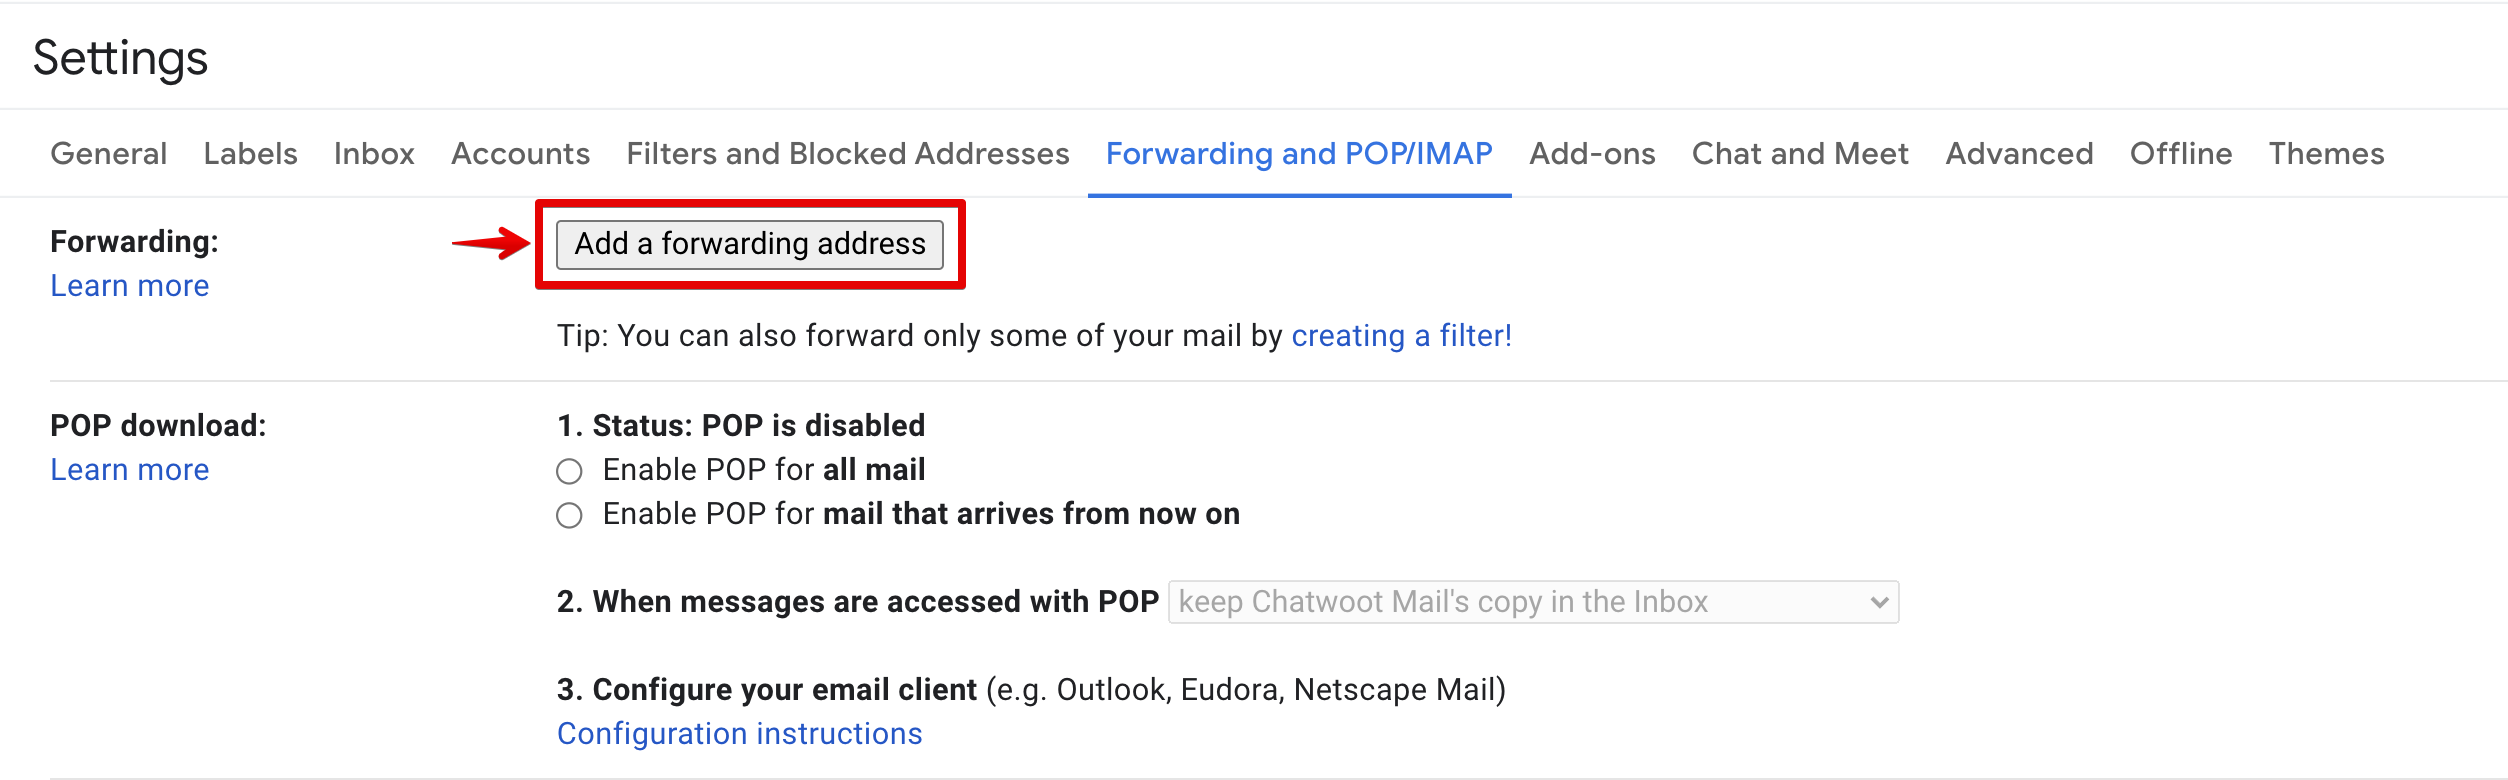 Settings
General Labels Inbox Accounts Filters and Blocked Addresses Forwarding and POP/IMAP Add-ons Chat and Meet Advanced Offline Themes
Forwarding: Add a forwarding address
Learn more
Tip: You can also forward only some of your mail by creating a filter!
POP download: 1. Status: POP is disabled
Learn more Enable POP for all mail
Enable POP for mail that arrives from now on
2. When messages are accessed with POP keep Chatwoot Mail's copy in the Inbox
3. Configure your email client (e.g. Outlook, Eudora, Netscape Mail)
Configuration instructions